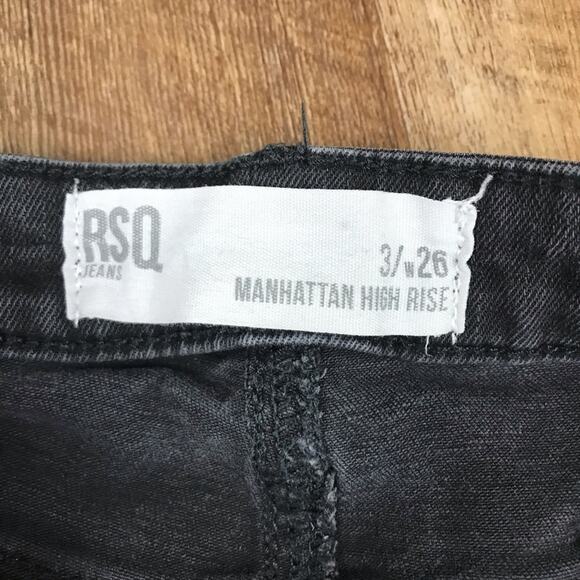 RSQ
JEANS
3/W26
MANHATTAN HIGH RISE